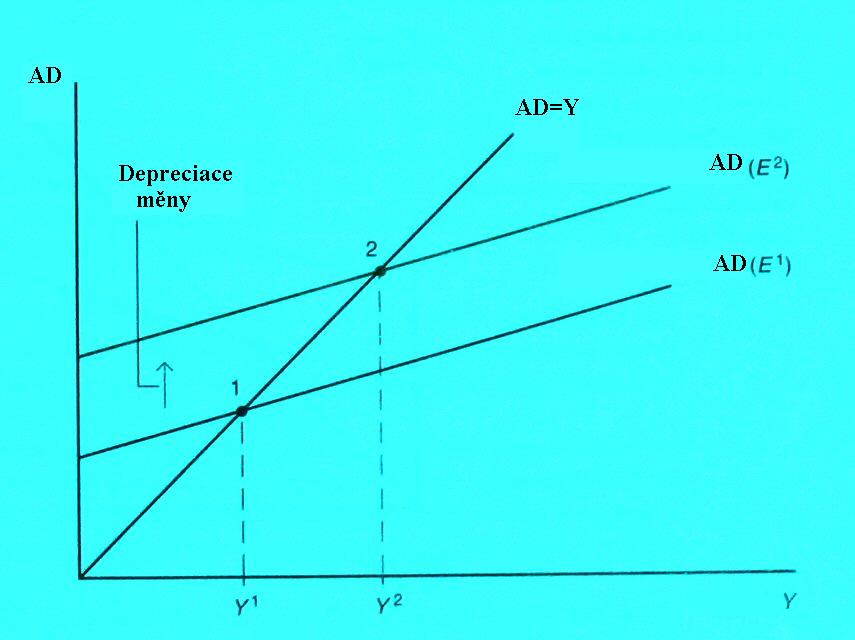 AD
AD=Y
Depreciace
měny
AD (E²)
2
AD (E¹)
1
Y¹
Y²
Y